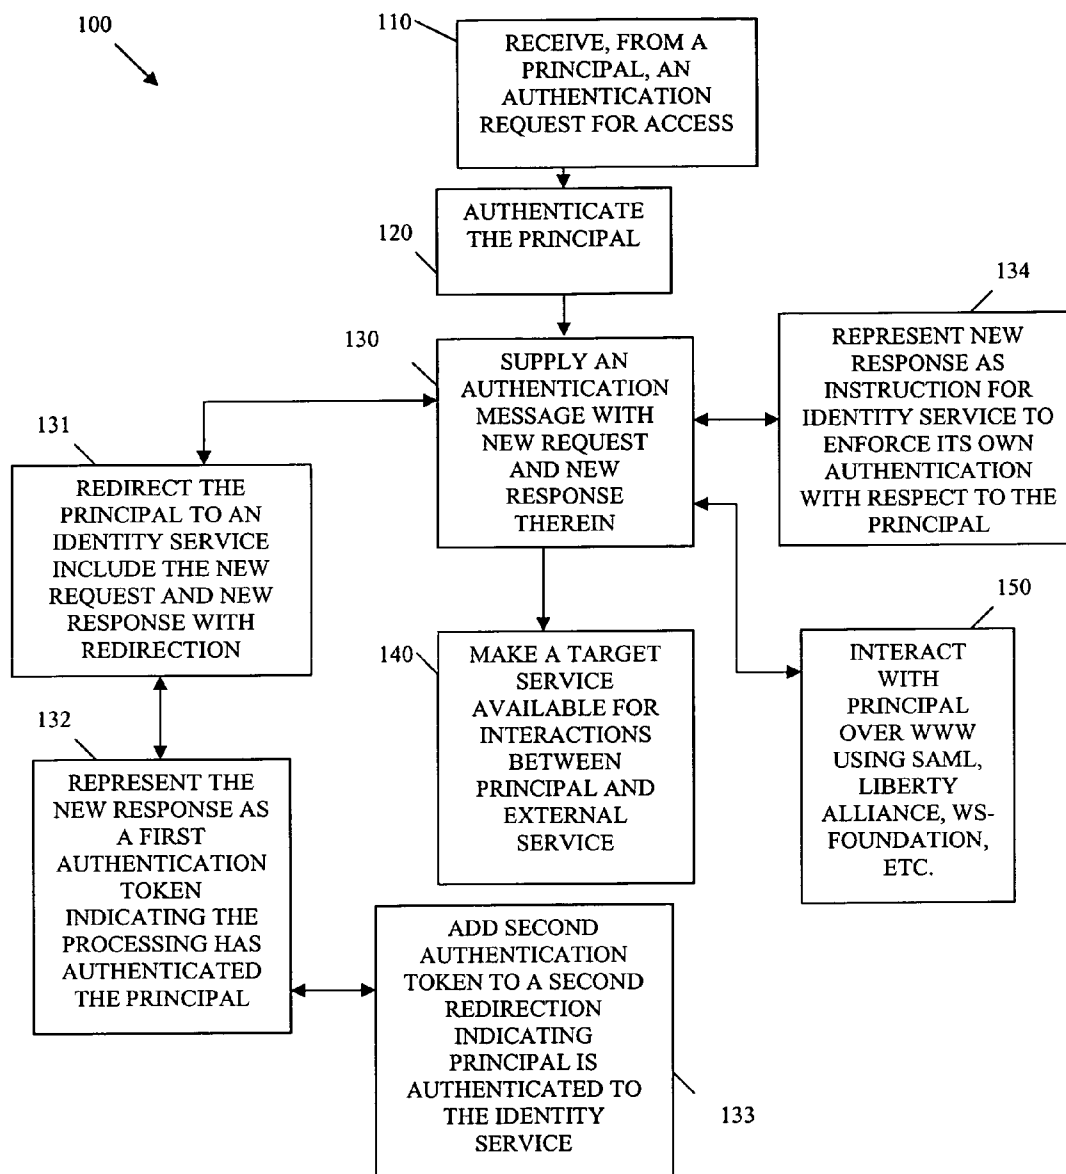 100
110
RECEIVE, FROM A
PRINCIPAL, AN
AUTHENTICATION
REQUEST FOR ACCESS
120
AUTHENTICATE
THE PRINCIPAL
130
SUPPLY AN
AUTHENTICATION
MESSAGE WITH
NEW REQUEST
AND NEW
RESPONSE
THEREIN
134
REPRESENT NEW
RESPONSE AS
INSTRUCTION FOR
IDENTITY SERVICE TO
ENFORCE ITS OWN
AUTHENTICATION
WITH RESPECT TO THE
PRINCIPAL
131
REDIRECT THE
PRINCIPAL TO AN
IDENTITY SERVICE
INCLUDE THE NEW
REQUEST AND NEW
RESPONSE WITH
REDIRECTION
140
MAKE A TARGET
SERVICE
AVAILABLE FOR
INTERACTIONS
BETWEEN
PRINCIPAL AND
EXTERNAL
SERVICE
150
INTERACT
WITH
PRINCIPAL
OVER WWW
USING SAML,
LIBERTY
ALLIANCE, WS-
FOUNDATION,
ETC.
132
REPRESENT THE
NEW RESPONSE AS
A FIRST
AUTHENTICATION
TOKEN
INDICATING THE
PROCESSING HAS
AUTHENTICATED
THE PRINCIPAL
ADD SECOND
AUTHENTICATION
TOKEN TO A SECOND
REDIRECTION
INDICATING
PRINCIPAL IS
AUTHENTICATED TO
THE IDENTITY
SERVICE
133